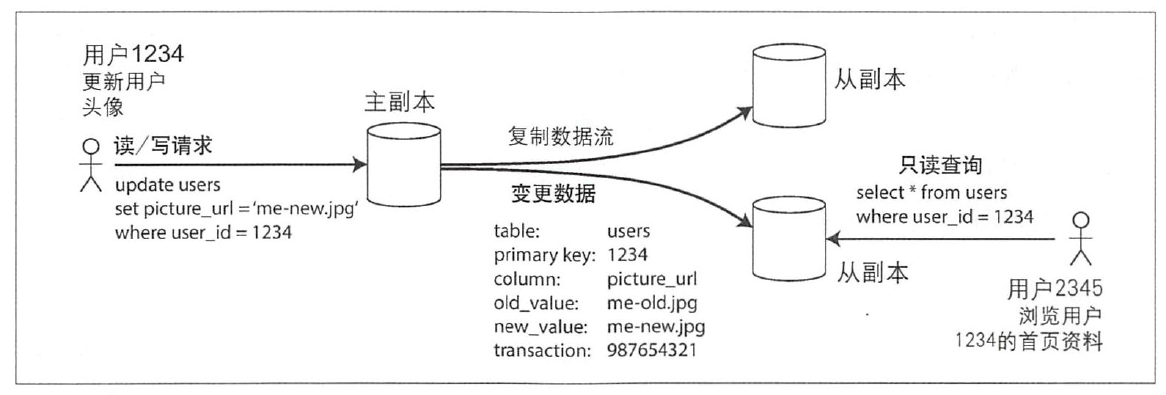 用户1234
更新用户
头像
读／写请求
update users
set picture_url =‘me-new.jpg‘
where user_id = 1234
主副本
复制数据流
变更数据
table: users
primary key: 1234
column: picture_url
old_value: me-old.jpg
new_value: me-new.jpg
transaction: 987654321
从副本
只读查询
select * from users
where user_id = 1234
从副本
用户2345
浏览用户
1234的首页资料